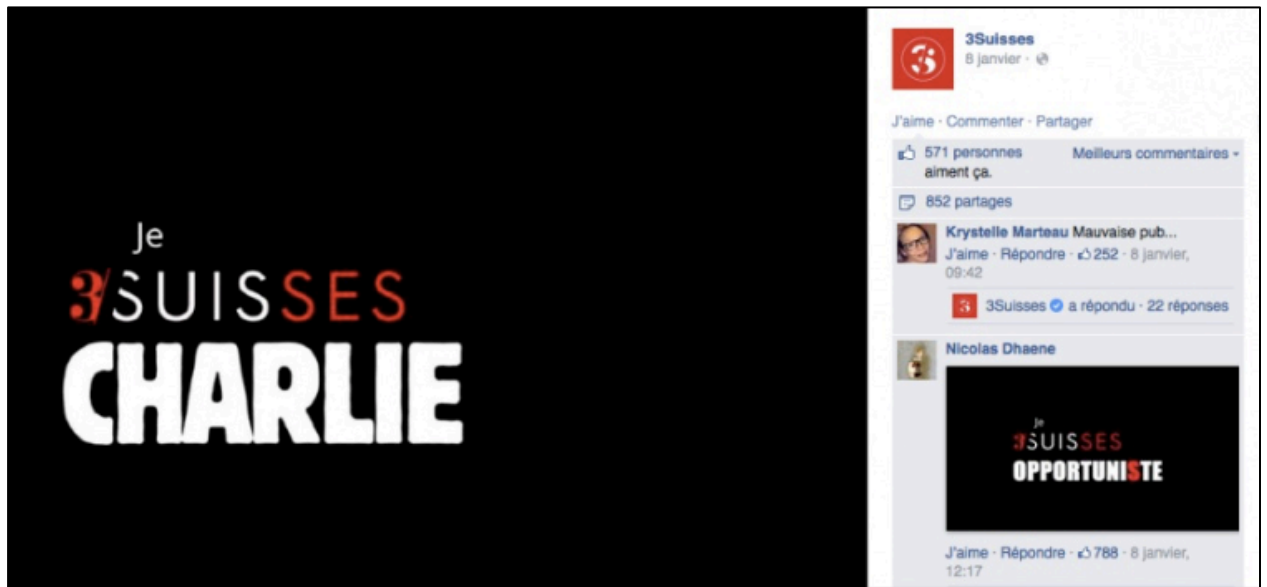 Je
3SUISSES
CHARLIE
3Suisses
8 janvier ·
J'aime · Commenter · Partager
571 personnes aiment ça.
Meilleurs commentaires
852 partages
Krystelle Marteau Mauvaise pub...
J'aime · Répondre · 252 · 8 janvier,
09:42
3 3Suisses a répondu · 22 réponses
Nicolas Dhaene
Je
3SUISSES
OPPORTUNISTE
J'aime · Répondre · 788 · 8 janvier,
12:17